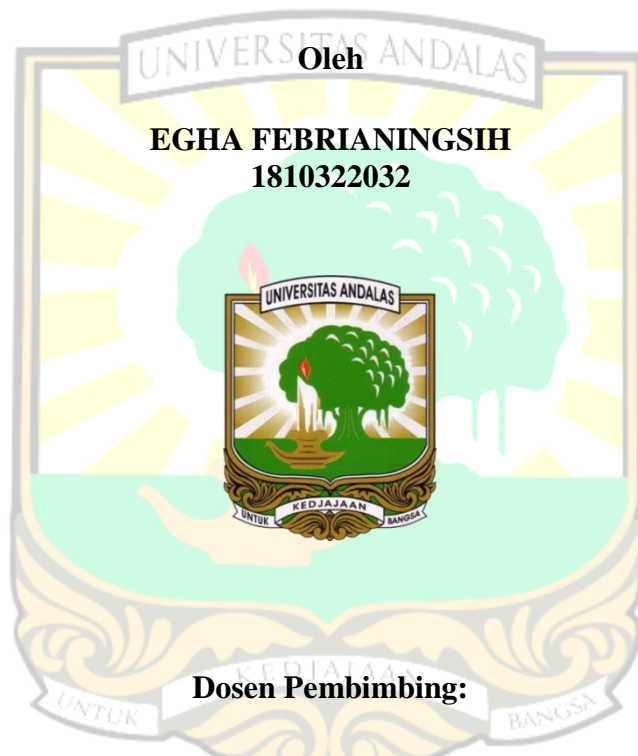 UNIVERSITAS ANDALAS
Oleh
EGHA FEBRIANINGSIH
1810322032
UNIVERSITAS ANDALAS
UNTUK KEDJAJAAN BANGSA
KEDJAJAAN
Dosen Pembimbing:
UNTUK BANGSA